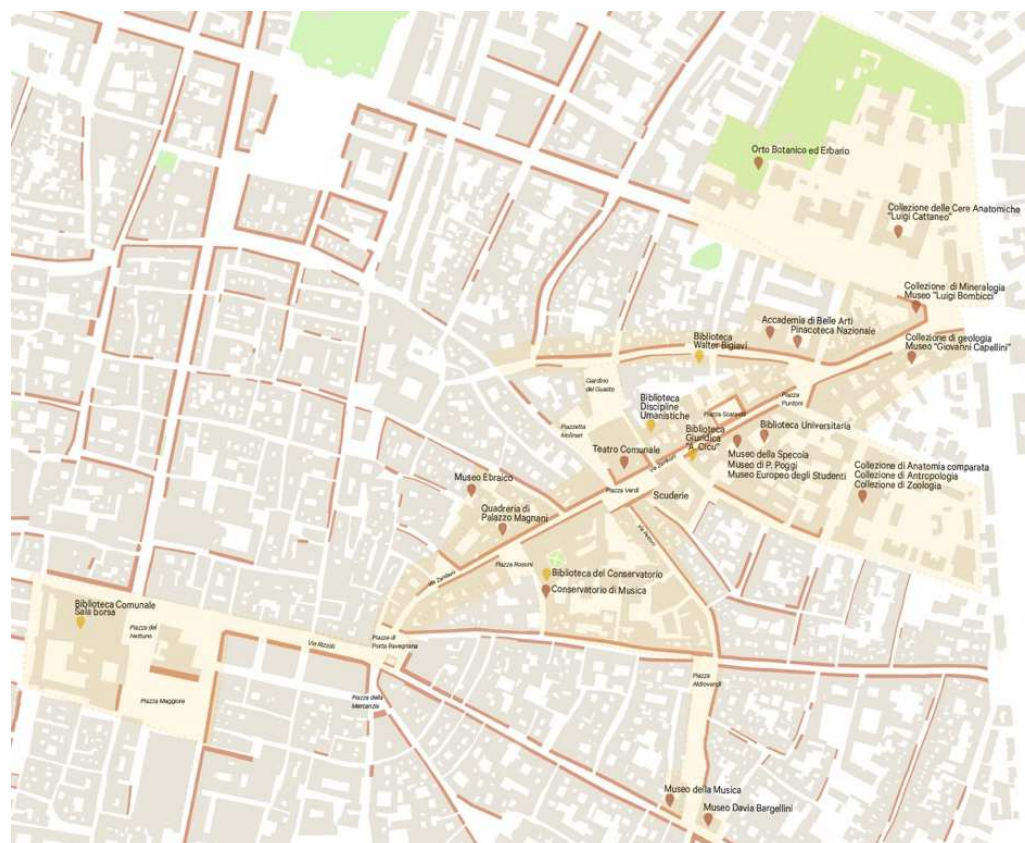 Orto Botanico ed Erbario
Collezione delle Cere Anatomiche
"Luigi Cattaneo"
Collezione di Mineralogia
Museo "Luigi Bombicci"
Accademia di Belle Arti
Pinacoteca Nazionale
Collezione di geologia
Museo "Giovanni Capellini"
Biblioteca
Walter Bigiavi
Giardino
del Guasto
Piazza
Puntoni
Biblioteca
Discipline
Umanistiche
Piazza Scaravilli
Piazzetta
Molinari
Biblioteca
Giuridica
"A. Cicu"
Biblioteca Universitaria
Teatro Comunale
Via Zamboni
Museo della Specola
Museo di P. Poggi
Museo Europeo degli Studenti
Collezione di Anatomia comparata
Collezione di Antropologia
Collezione di Zoologia
Museo Ebraico
Piazza Verdi
Scuderie
Quadreria di
Palazzo Magnani
Via Petroni
Piazza Rossini
Via Zamboni
Biblioteca del Conservatorio
Conservatorio di Musica
Biblioteca Comunale
Sala borsa
Piazza del
Nettuno
Via Rizzoli
Piazza di
Porta Ravegnana
Piazza
Aldrovandi
Piazza Maggiore
Piazza della
Mercanzia
Museo della Musica
Museo Davia Bargellini